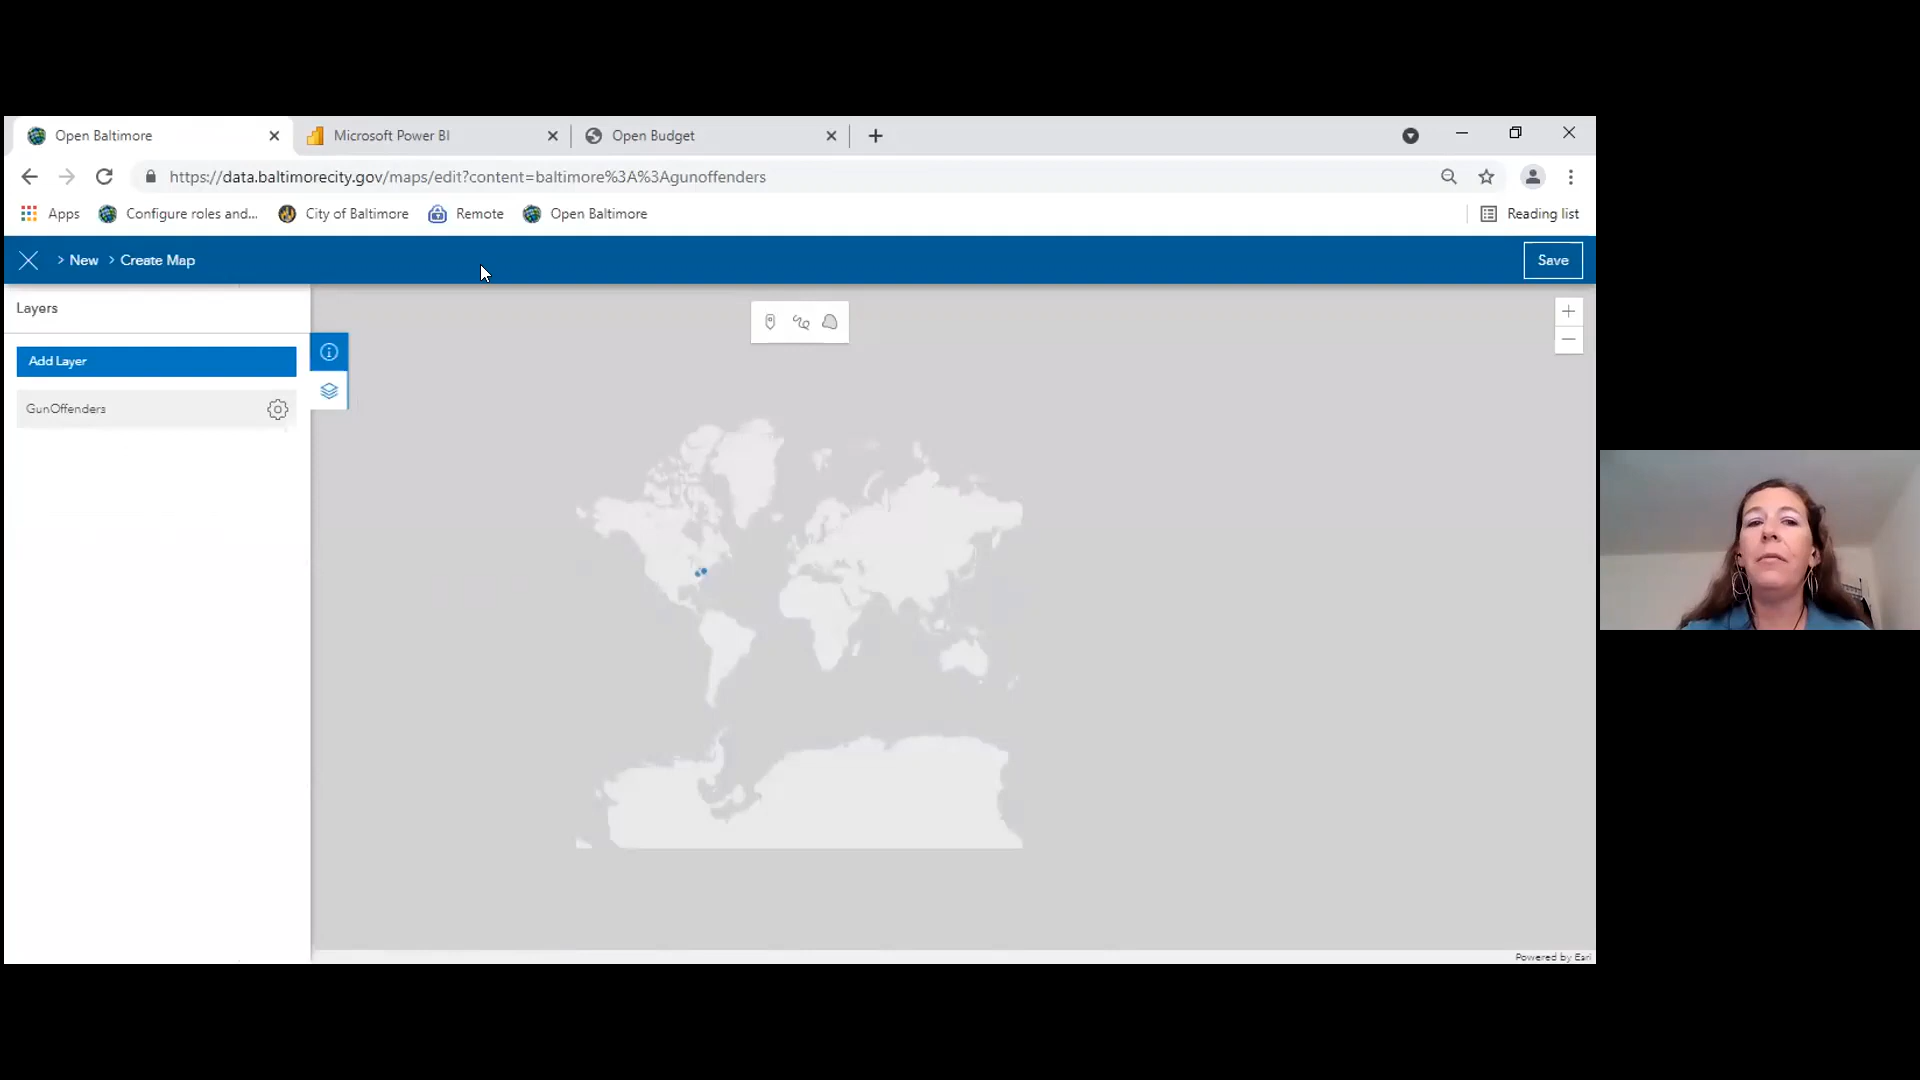 Open Baltimore
Microsoft Power BI
Open Budget
https://data.baltimorecity.gov/maps/edit?content=baltimore%3A%3Agunoffenders
Apps
Configure roles and...
City of Baltimore
Remote
Open Baltimore
Reading list
> New > Create Map
Save
Layers
Add Layer
GunOffenders
Powered by Esri